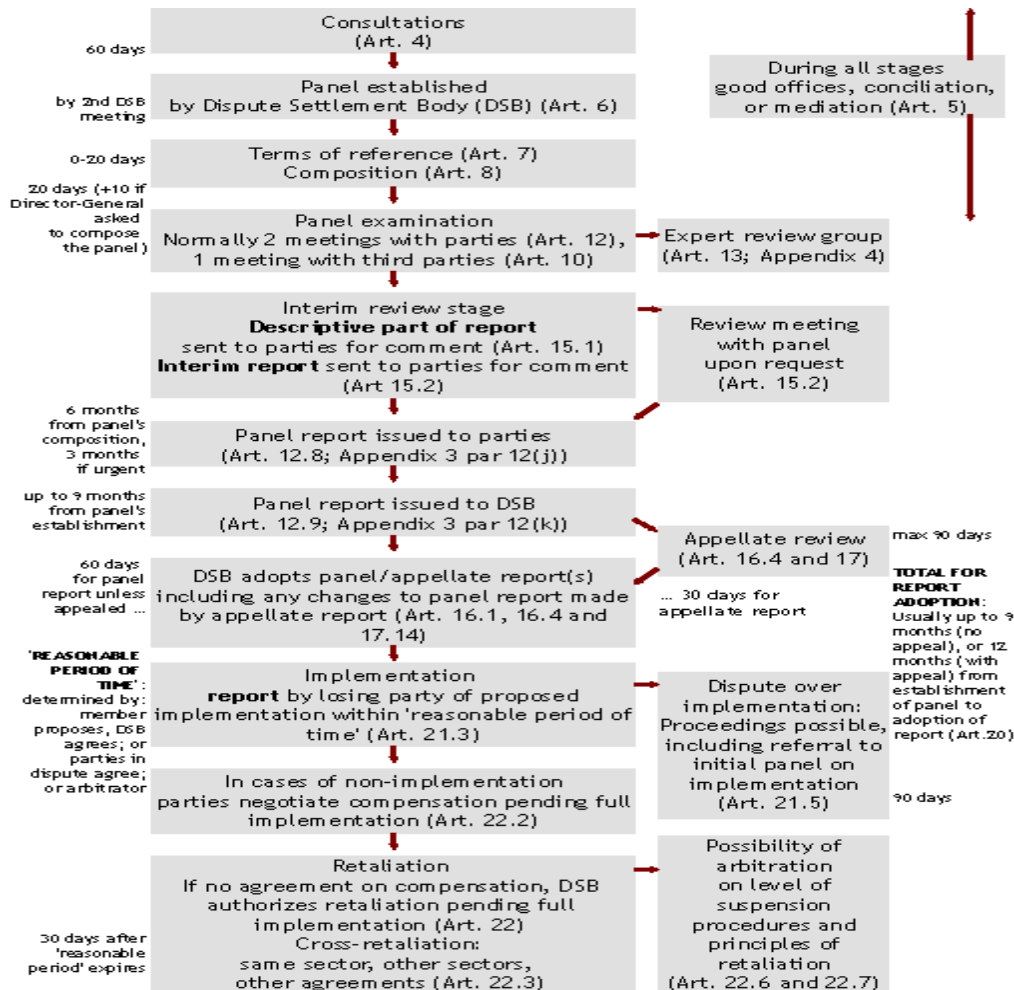 Consultations
(Art. 4)
60 days
During all stages
good offices, conciliation,
or mediation (Art. 5)
Panel established
by Dispute Settlement Body (DSB) (Art. 6)
by 2nd DSB
meeting
0-20 days
Terms of reference (Art. 7)
Composition (Art. 8)
20 days (+10 if
Director-General
asked
to compose
the panel)
Panel examination
Normally 2 meetings with parties (Art. 12),
1 meeting with third parties (Art. 10)
Expert review group
(Art. 13; Appendix 4)
Interim review stage
Descriptive part of report
sent to parties for comment (Art. 15.1)
Interim report sent to parties for comment
(Art 15.2)
Review meeting
with panel
upon request
(Art. 15.2)
6 months
from panel's
composition,
3 months
if urgent
Panel report issued to parties
(Art. 12.8; Appendix 3 par 12(j))
up to 9 months
from panel's
establishment
Panel report issued to DSB
(Art. 12.9; Appendix 3 par 12(k))
Appellate review
(Art. 16.4 and 17)
max 90 days
60 days
for panel
report unless
appealed ...
DSB adopts panel/appellate report(s)
including any changes to panel report made
by appellate report (Art. 16.1, 16.4 and
17.14)
... 30 days for
appellate report
TOTAL FOR
REPORT
ADOPTION:
Usually up to 9
months (no
appeal), or 12
months (with
appeal) from
establishment
of panel to
adoption of
report (Art.20)
'REASONABLE
PERIOD OF
TIME':
determined by:
member
proposes, DSB
agrees; or
parties in
dispute agree;
or arbitrator
Implementation
report by losing party of proposed
implementation within 'reasonable period of
time' (Art. 21.3)
Dispute over
implementation:
Proceedings possible,
including referral to
initial panel on
implementation
(Art. 21.5)
90 days
In cases of non-implementation
parties negotiate compensation pending full
implementation (Art. 22.2)
Retaliation
If no agreement on compensation, DSB
authorizes retaliation pending full
implementation (Art. 22)
Cross-retaliation:
same sector, other sectors,
other agreements (Art. 22.3)
30 days after
'reasonable
period' expires
Possibility of
arbitration
on level of
suspension
procedures and
principles of
retaliation
(Art. 22.6 and 22.7)